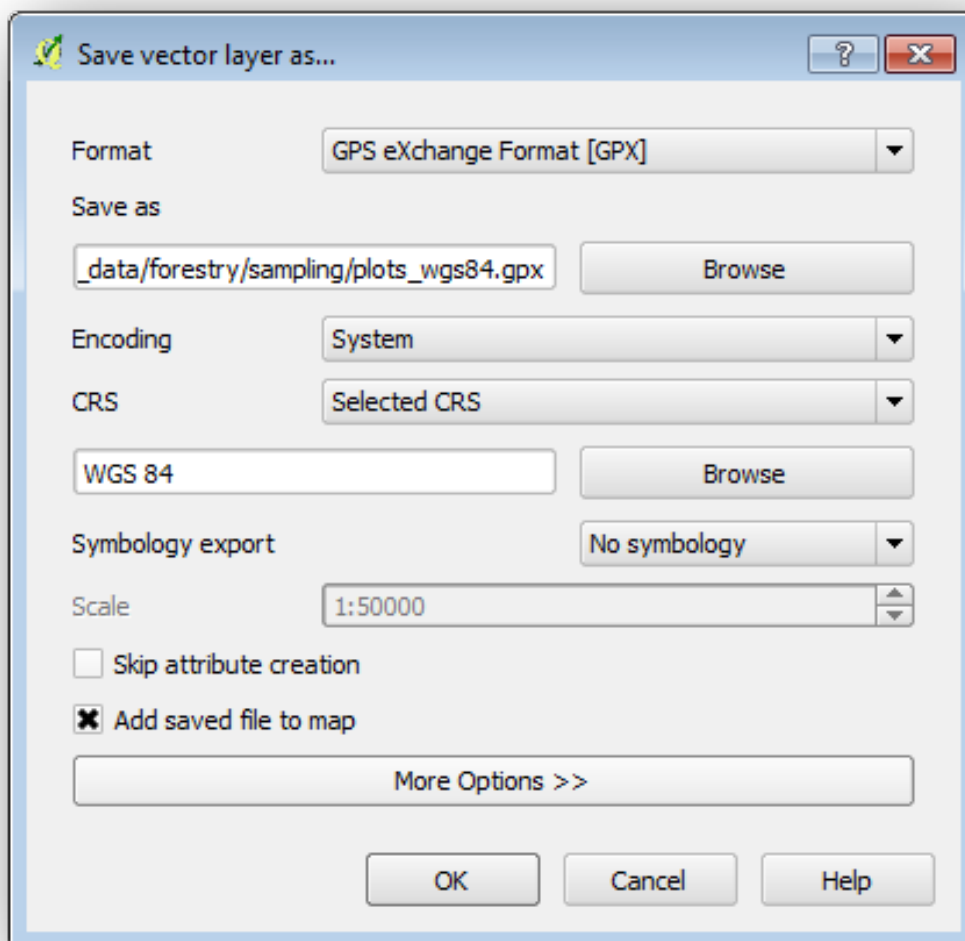 Save vector layer as...
Format GPS eXchange Format [GPX]
Save as
_data/forestry/sampling/plots_wgs84.gpx Browse
Encoding System
CRS Selected CRS
WGS 84 Browse
Symbology export No symbology
Scale 1:50000
Skip attribute creation
Add saved file to map
More Options >>
OK Cancel Help